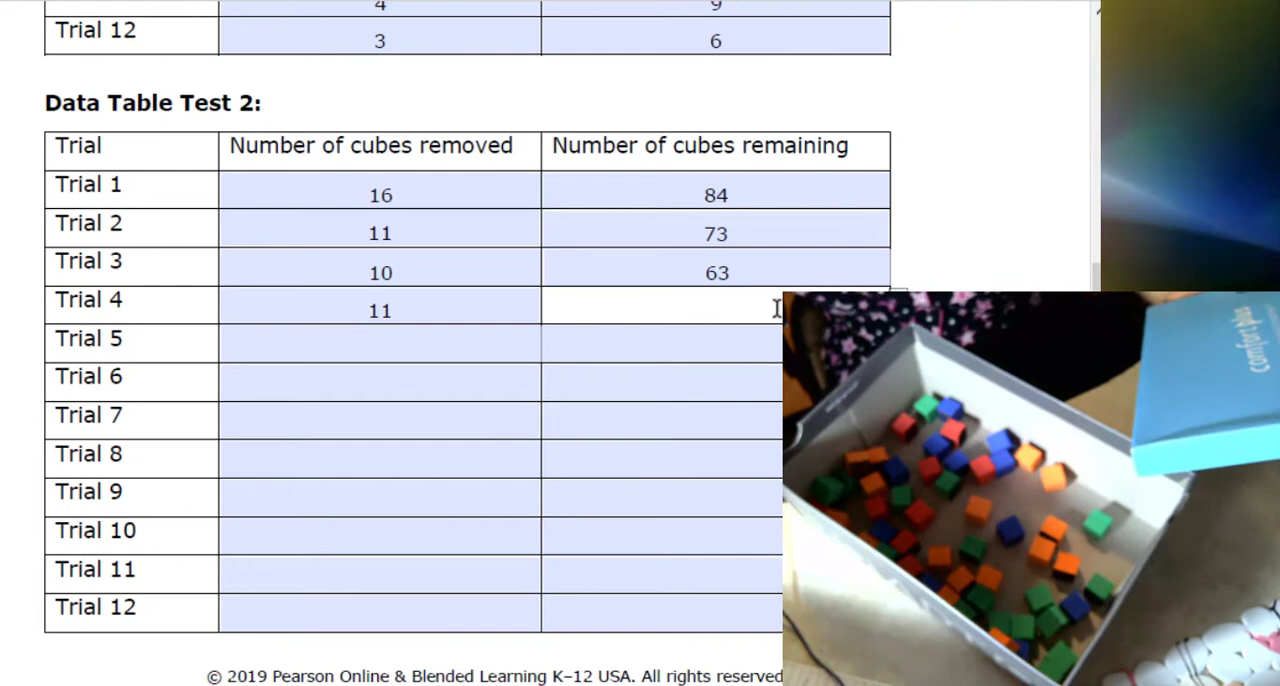 4 9
Trial 12 3 6
Data Table Test 2:
Trial Number of cubes removed Number of cubes remaining
Trial 1 16 84
Trial 2 11 73
Trial 3 10 63
Trial 4 11
Trial 5
Trial 6
Trial 7
Trial 8
Trial 9
Trial 10
Trial 11
Trial 12
© 2019 Pearson Online & Blended Learning K–12 USA. All rights reserved
comfort plus